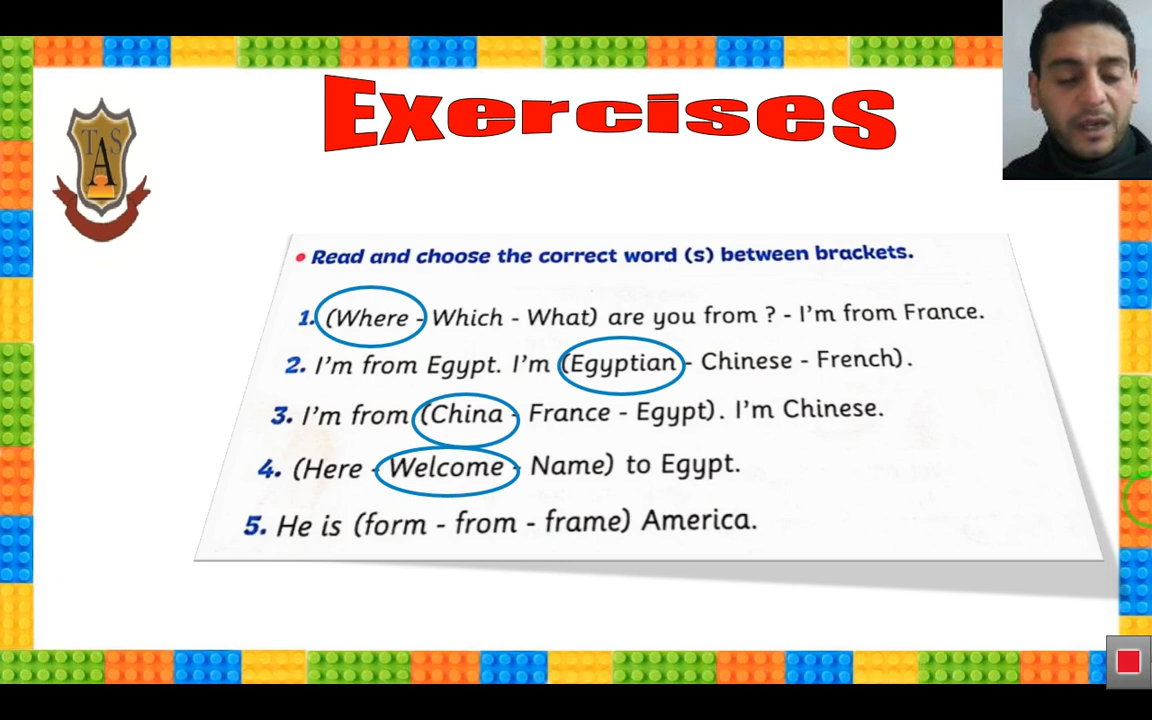 Exercises
TAS
• Read and choose the correct word (s) between brackets.
1. (Where - Which - What) are you from ? - I'm from France.
2. I'm from Egypt. I'm (Egyptian - Chinese - French).
3. I'm from (China - France - Egypt). I'm Chinese.
4. (Here - Welcome - Name) to Egypt.
5. He is (form - from - frame) America.